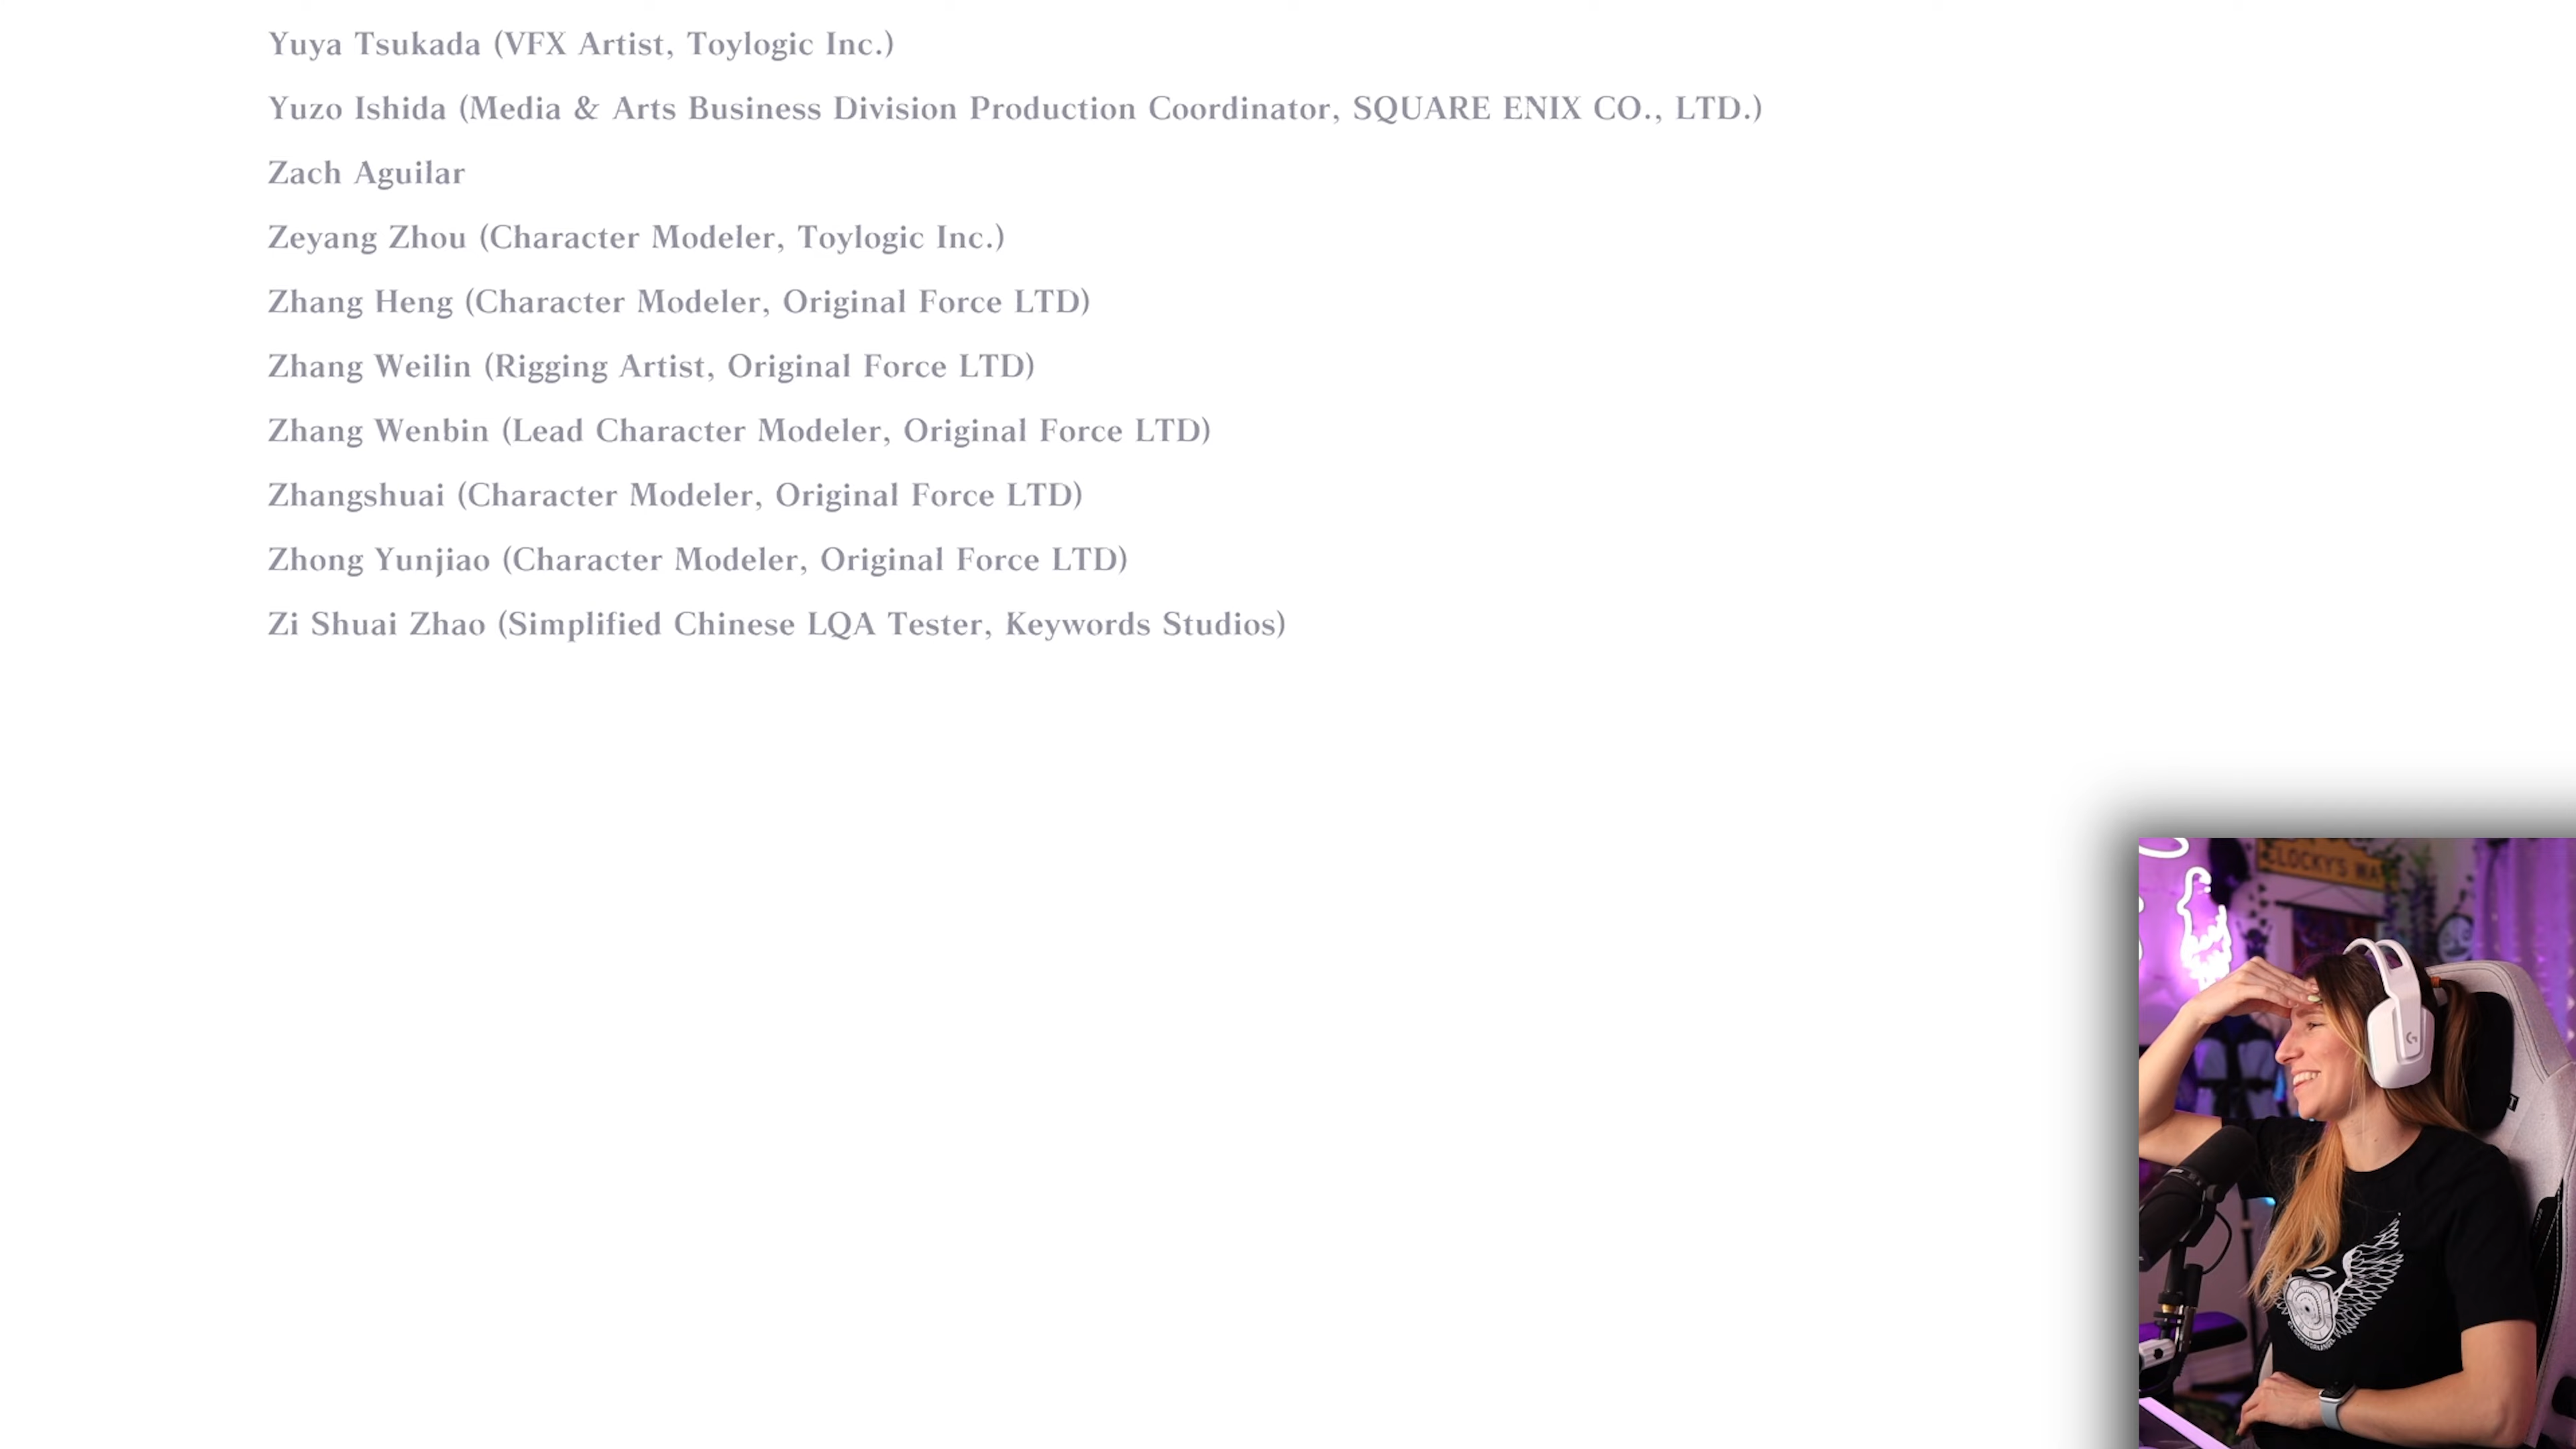 Yuya Tsukada (VFX Artist, Toylogic Inc.)
Yuzo Ishida (Media & Arts Business Division Production Coordinator, SQUARE ENIX CO., LTD.)
Zach Aguilar
Zeyang Zhou (Character Modeler, Toylogic Inc.)
Zhang Heng (Character Modeler, Original Force LTD)
Zhang Weilin (Rigging Artist, Original Force LTD)
Zhang Wenbin (Lead Character Modeler, Original Force LTD)
Zhangshuai (Character Modeler, Original Force LTD)
Zhong Yunjiao (Character Modeler, Original Force LTD)
Zi Shuai Zhao (Simplified Chinese LQA Tester, Keywords Studios)
CLOCKY'S